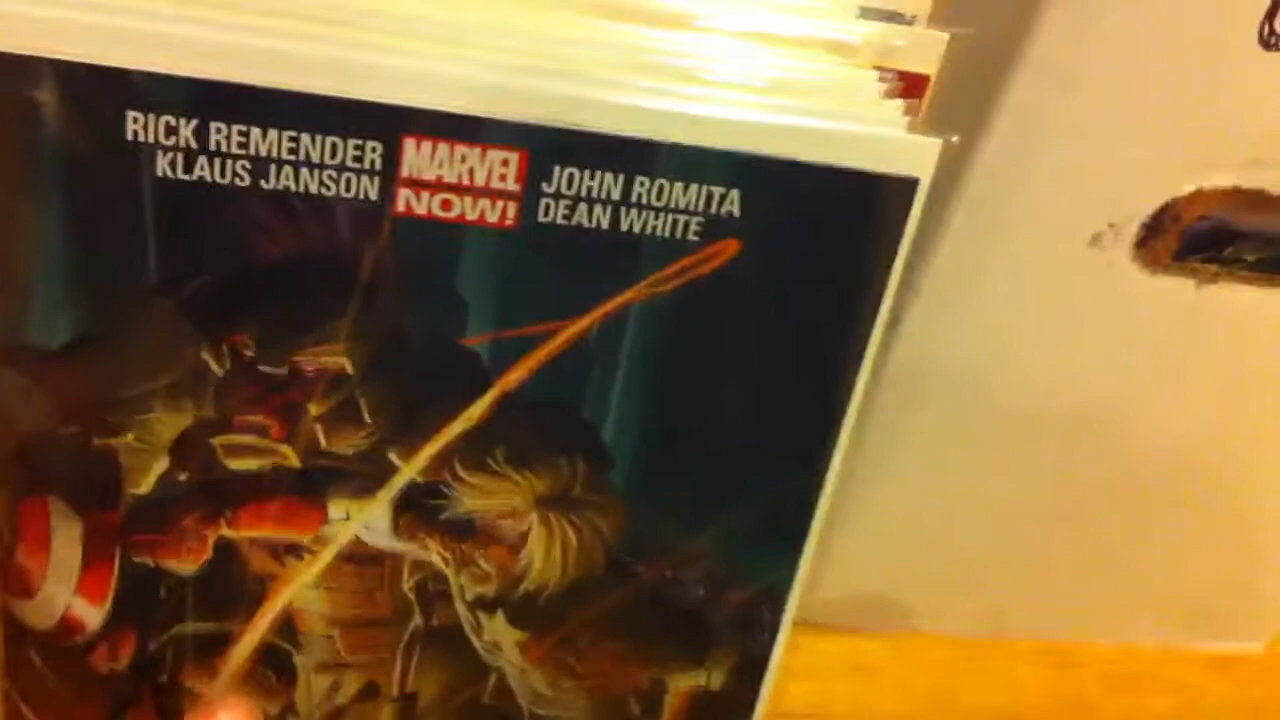 RICK REMENDER
KLAUS JANSON
MARVEL
NOW!
JOHN ROMITA
DEAN WHITE